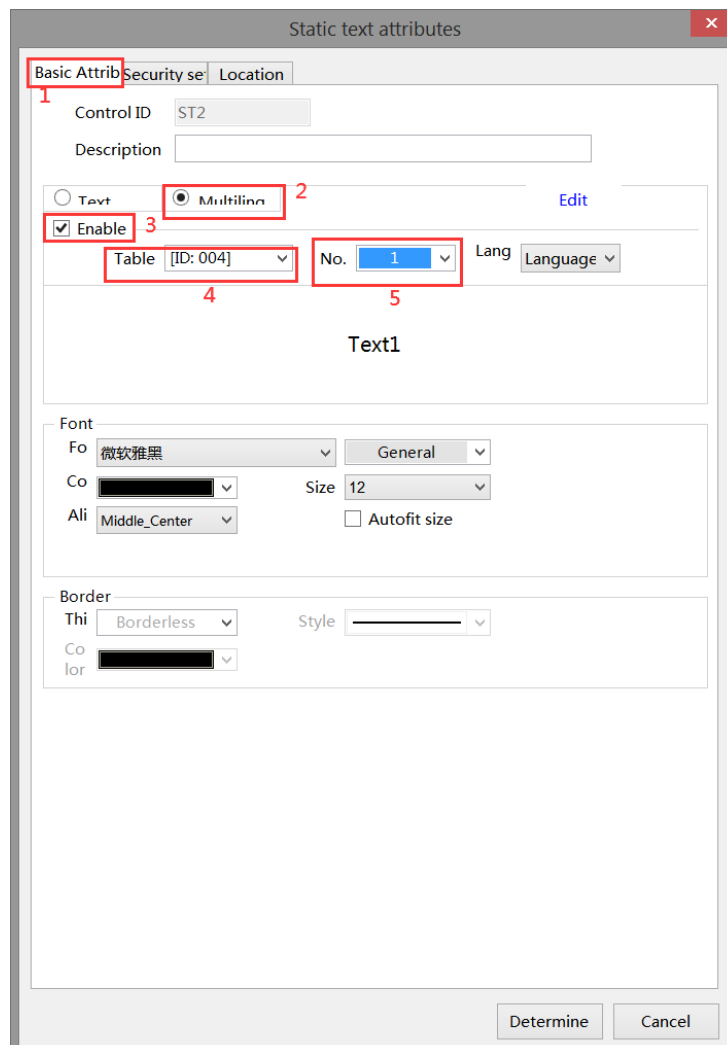 Static text attributes
Basic Attrib Security set Location
1
Control ID ST2
Description
Text Multiling 2 Edit
Enable 3
Table [ID: 004] No. 1 Lang Language
4 5
Text1
Font
Fo 微软雅黑 General
Co Size 12
Ali Middle_Center Autofit size
Border
Thi Borderless Style
Co
lor
Determine Cancel